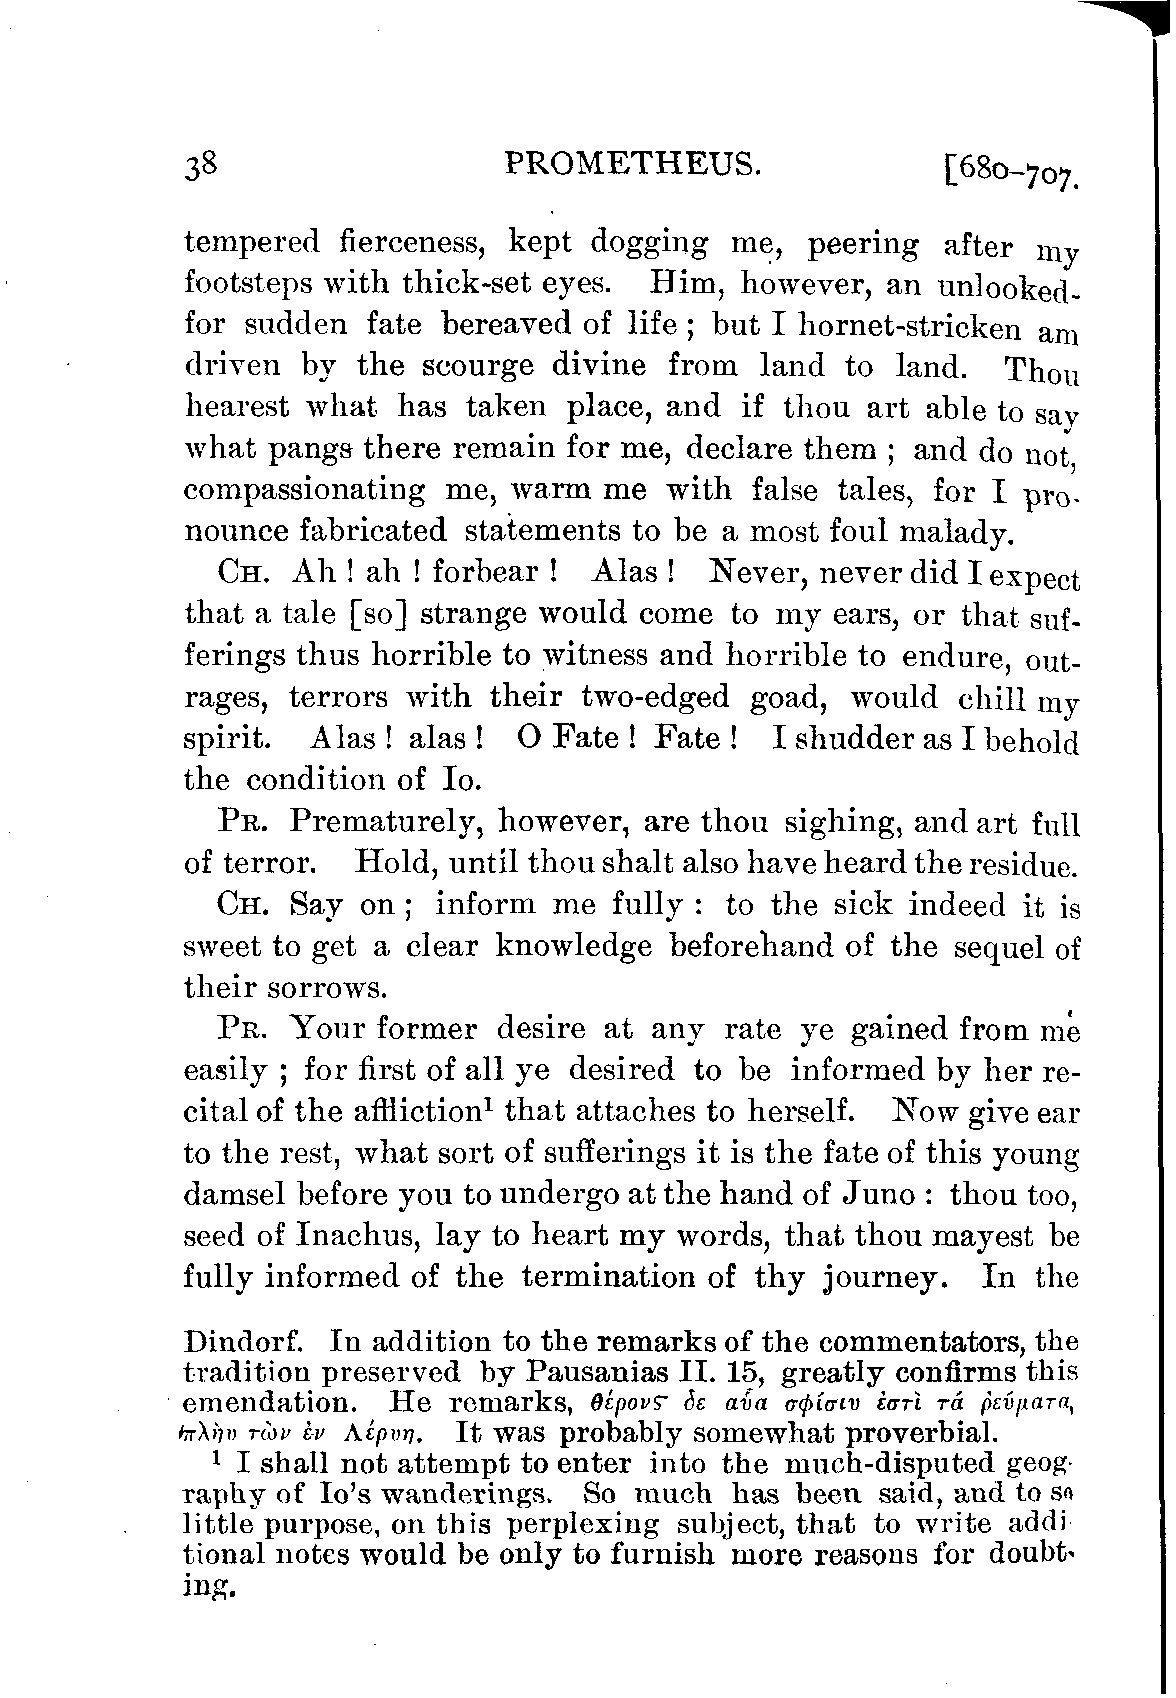 38 PROMETHEUS. [680–707.
tempered fierceness, kept dogging me, peering after my
footsteps with thick-set eyes. Him, however, an unlooked-
for sudden fate bereaved of life ; but I hornet-stricken am
driven by the scourge divine from land to land. Thou
hearest what has taken place, and if thou art able to say
what pangs there remain for me, declare them ; and do not,
compassionating me, warm me with false tales, for I pro-
nounce fabricated statements to be a most foul malady.
CH. Ah ! ah ! forbear ! Alas ! Never, never did I expect
that a tale [so] strange would come to my ears, or that suf-
ferings thus horrible to witness and horrible to endure, out-
rages, terrors with their two-edged goad, would chill my
spirit. Alas ! alas ! O Fate ! Fate ! I shudder as I behold
the condition of Io.
PR. Prematurely, however, are thou sighing, and art full
of terror. Hold, until thou shalt also have heard the residue.
CH. Say on ; inform me fully : to the sick indeed it is
sweet to get a clear knowledge beforehand of the sequel of
their sorrows.
PR. Your former desire at any rate ye gained from me
easily ; for first of all ye desired to be informed by her re-
cital of the affliction¹ that attaches to herself. Now give ear
to the rest, what sort of sufferings it is the fate of this young
damsel before you to undergo at the hand of Juno : thou too,
seed of Inachus, lay to heart my words, that thou mayest be
fully informed of the termination of thy journey. In the
Dindorf. In addition to the remarks of the commentators, the
tradition preserved by Pausanias II. 15, greatly confirms this
emendation. He remarks, θέρους δε αὖα σφίσιν ἐστὶ τά ῥεύματα,
πλὴν τῶν ἐν Λέρνῃ. It was probably somewhat proverbial.
¹ I shall not attempt to enter into the much-disputed geog-
raphy of Io's wanderings. So much has been said, and to so
little purpose, on this perplexing subject, that to write addi-
tional notes would be only to furnish more reasons for doubt-
ing.